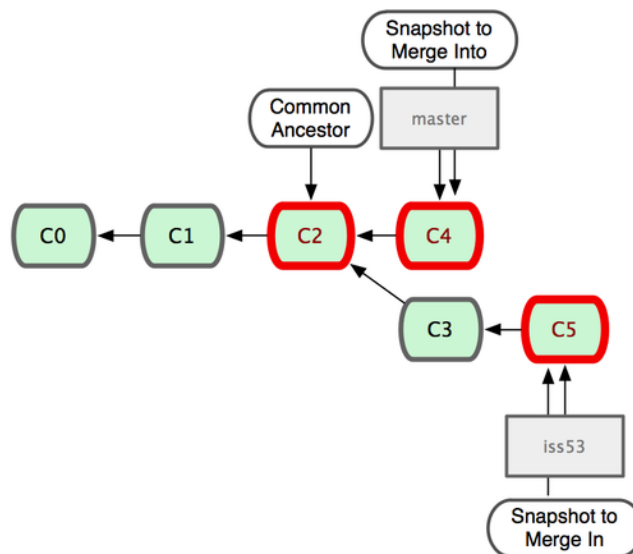 Snapshot to
Merge Into
Common
Ancestor
master
C0
C1
C2
C4
C3
C5
iss53
Snapshot to
Merge In